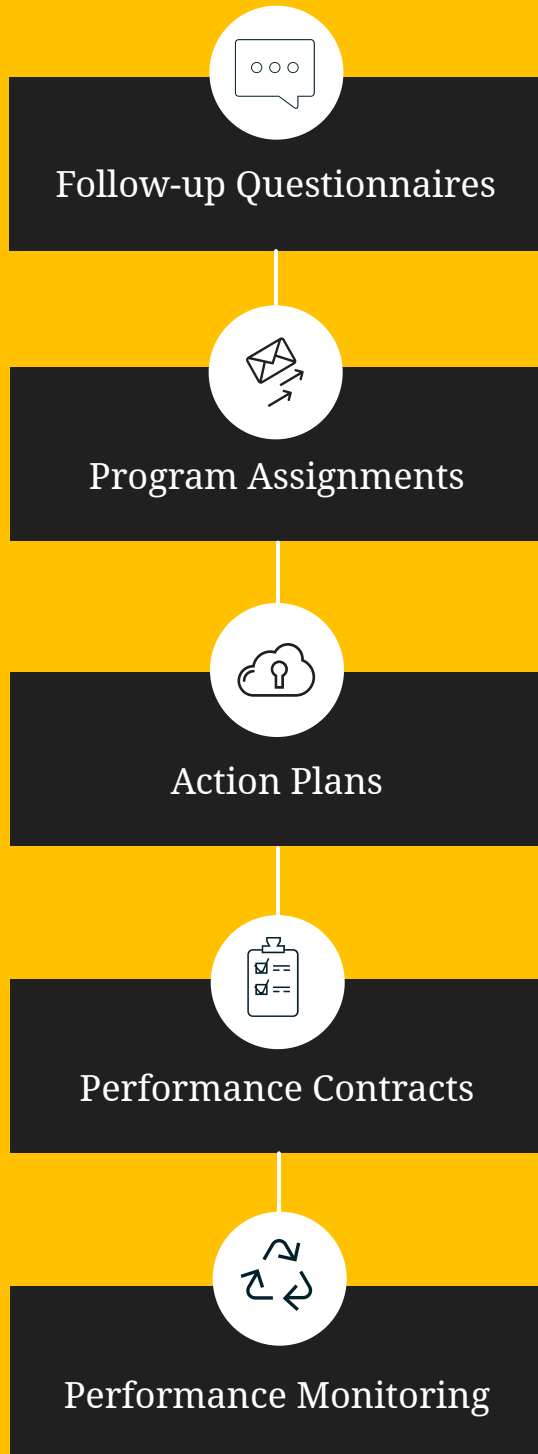 Follow-up Questionnaires
Program Assignments
Action Plans
Performance Contracts
Performance Monitoring